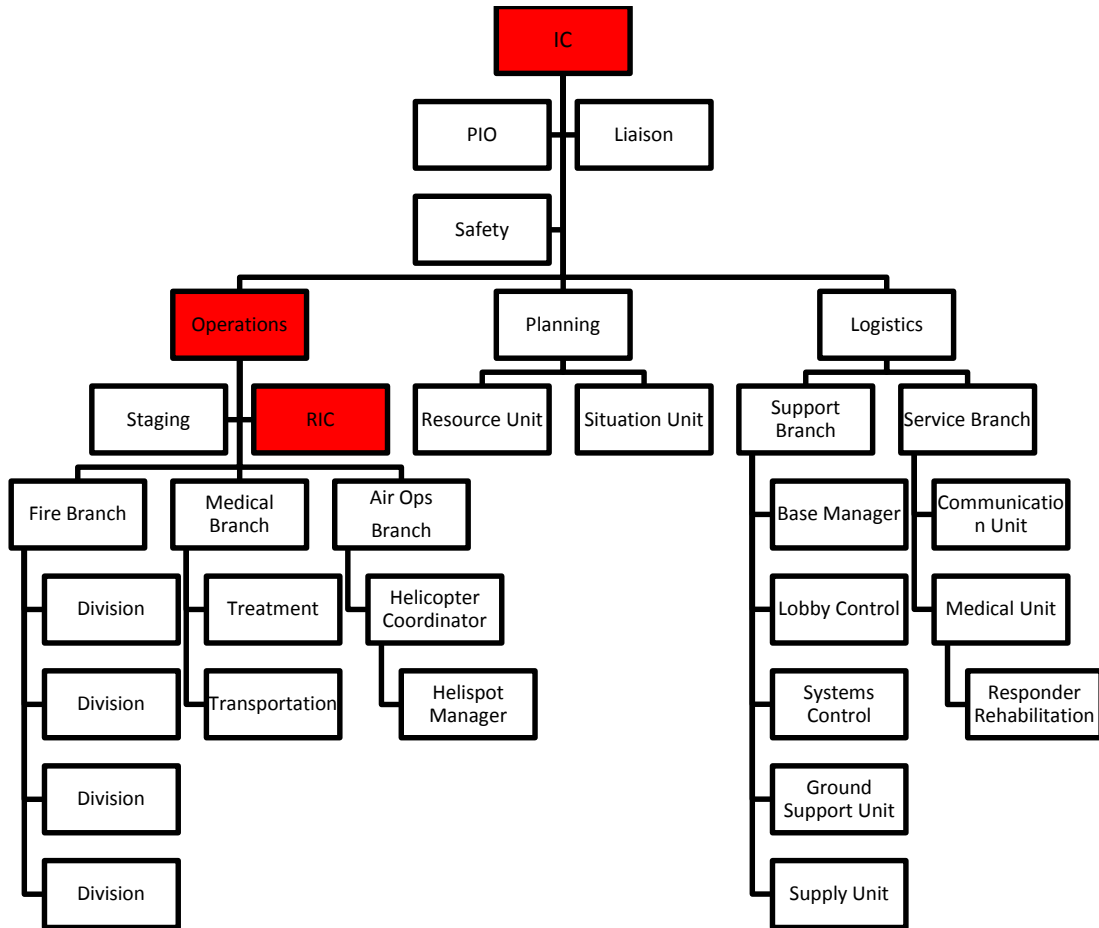 IC
PIO
Liaison
Safety
Operations
Planning
Logistics
Staging
RIC
Resource Unit
Situation Unit
Support
Branch
Service Branch
Fire Branch
Medical
Branch
Air Ops
Branch
Base Manager
Communicatio
n Unit
Division
Treatment
Helicopter
Coordinator
Lobby Control
Medical Unit
Division
Transportation
Helispot
Manager
Systems
Control
Responder
Rehabilitation
Division
Ground
Support Unit
Division
Supply Unit